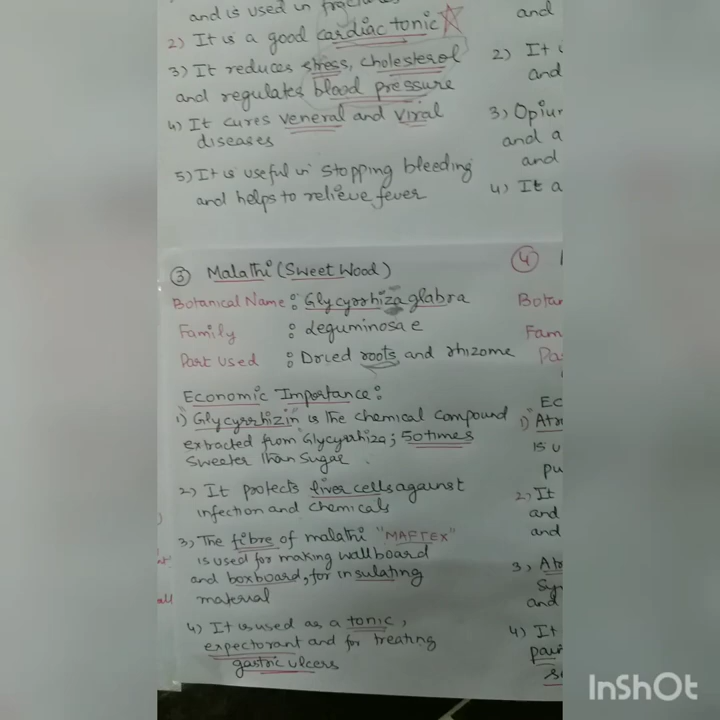 and is used in
2) It is a good cardiac tonic
3) It reduces stress, cholesterol
and regulates blood pressure
4) It cures veneral and viral
diseases
5) It is useful in stopping bleeding
and helps to relieve fever
and
2) It
and
3) Opium
and a
and
4) It a
③ Malathi (Sweet Wood)
Botanical Name : Glycyrrhiza glabra
Family : Leguminosae
Part Used : Dried roots and rhizome
Economic Importance :
1) Glycyrrhizin is the chemical compound
extracted from Glycyrrhiza; 50 times
sweeter than sugar.
2) It protects liver cells against
infection and chemicals
3) The fibre of malathi "MAFTEX"
is used for making wallboard
and boxboard, for insulating
material
4) It is used as a tonic,
expectorant and for treating
gastric ulcers
④
Botan
Fam
Pa
Ec
1) Atro
is u
pu
2) It
and
and
3) Atr
Sy
and
4) It
pai
InShOt